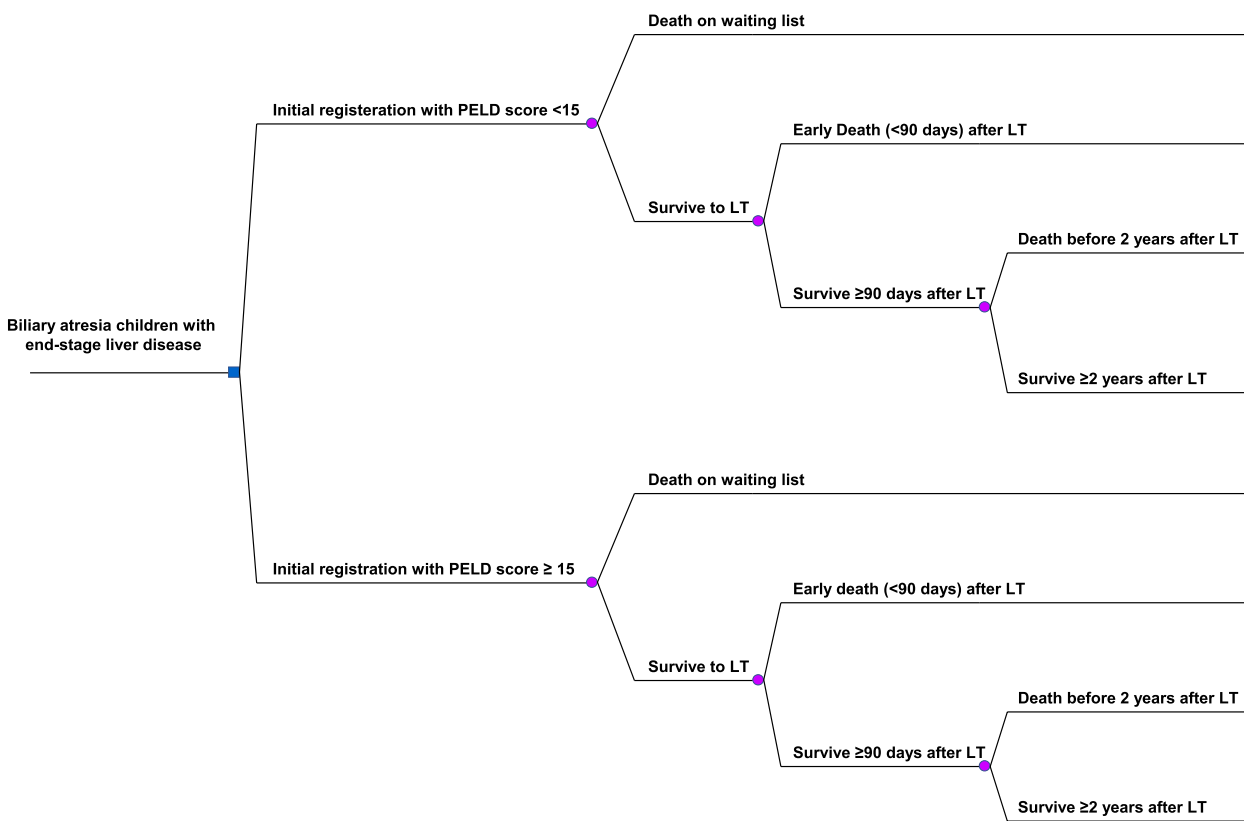 Death on waiting list
Initial registeration with PELD score <15
Early Death (<90 days) after LT
Survive to LT
Death before 2 years after LT
Survive ≥90 days after LT
Biliary atresia children with
end-stage liver disease
Survive ≥2 years after LT
Death on waiting list
Initial registration with PELD score ≥ 15
Early death (<90 days) after LT
Survive to LT
Death before 2 years after LT
Survive ≥90 days after LT
Survive ≥2 years after LT